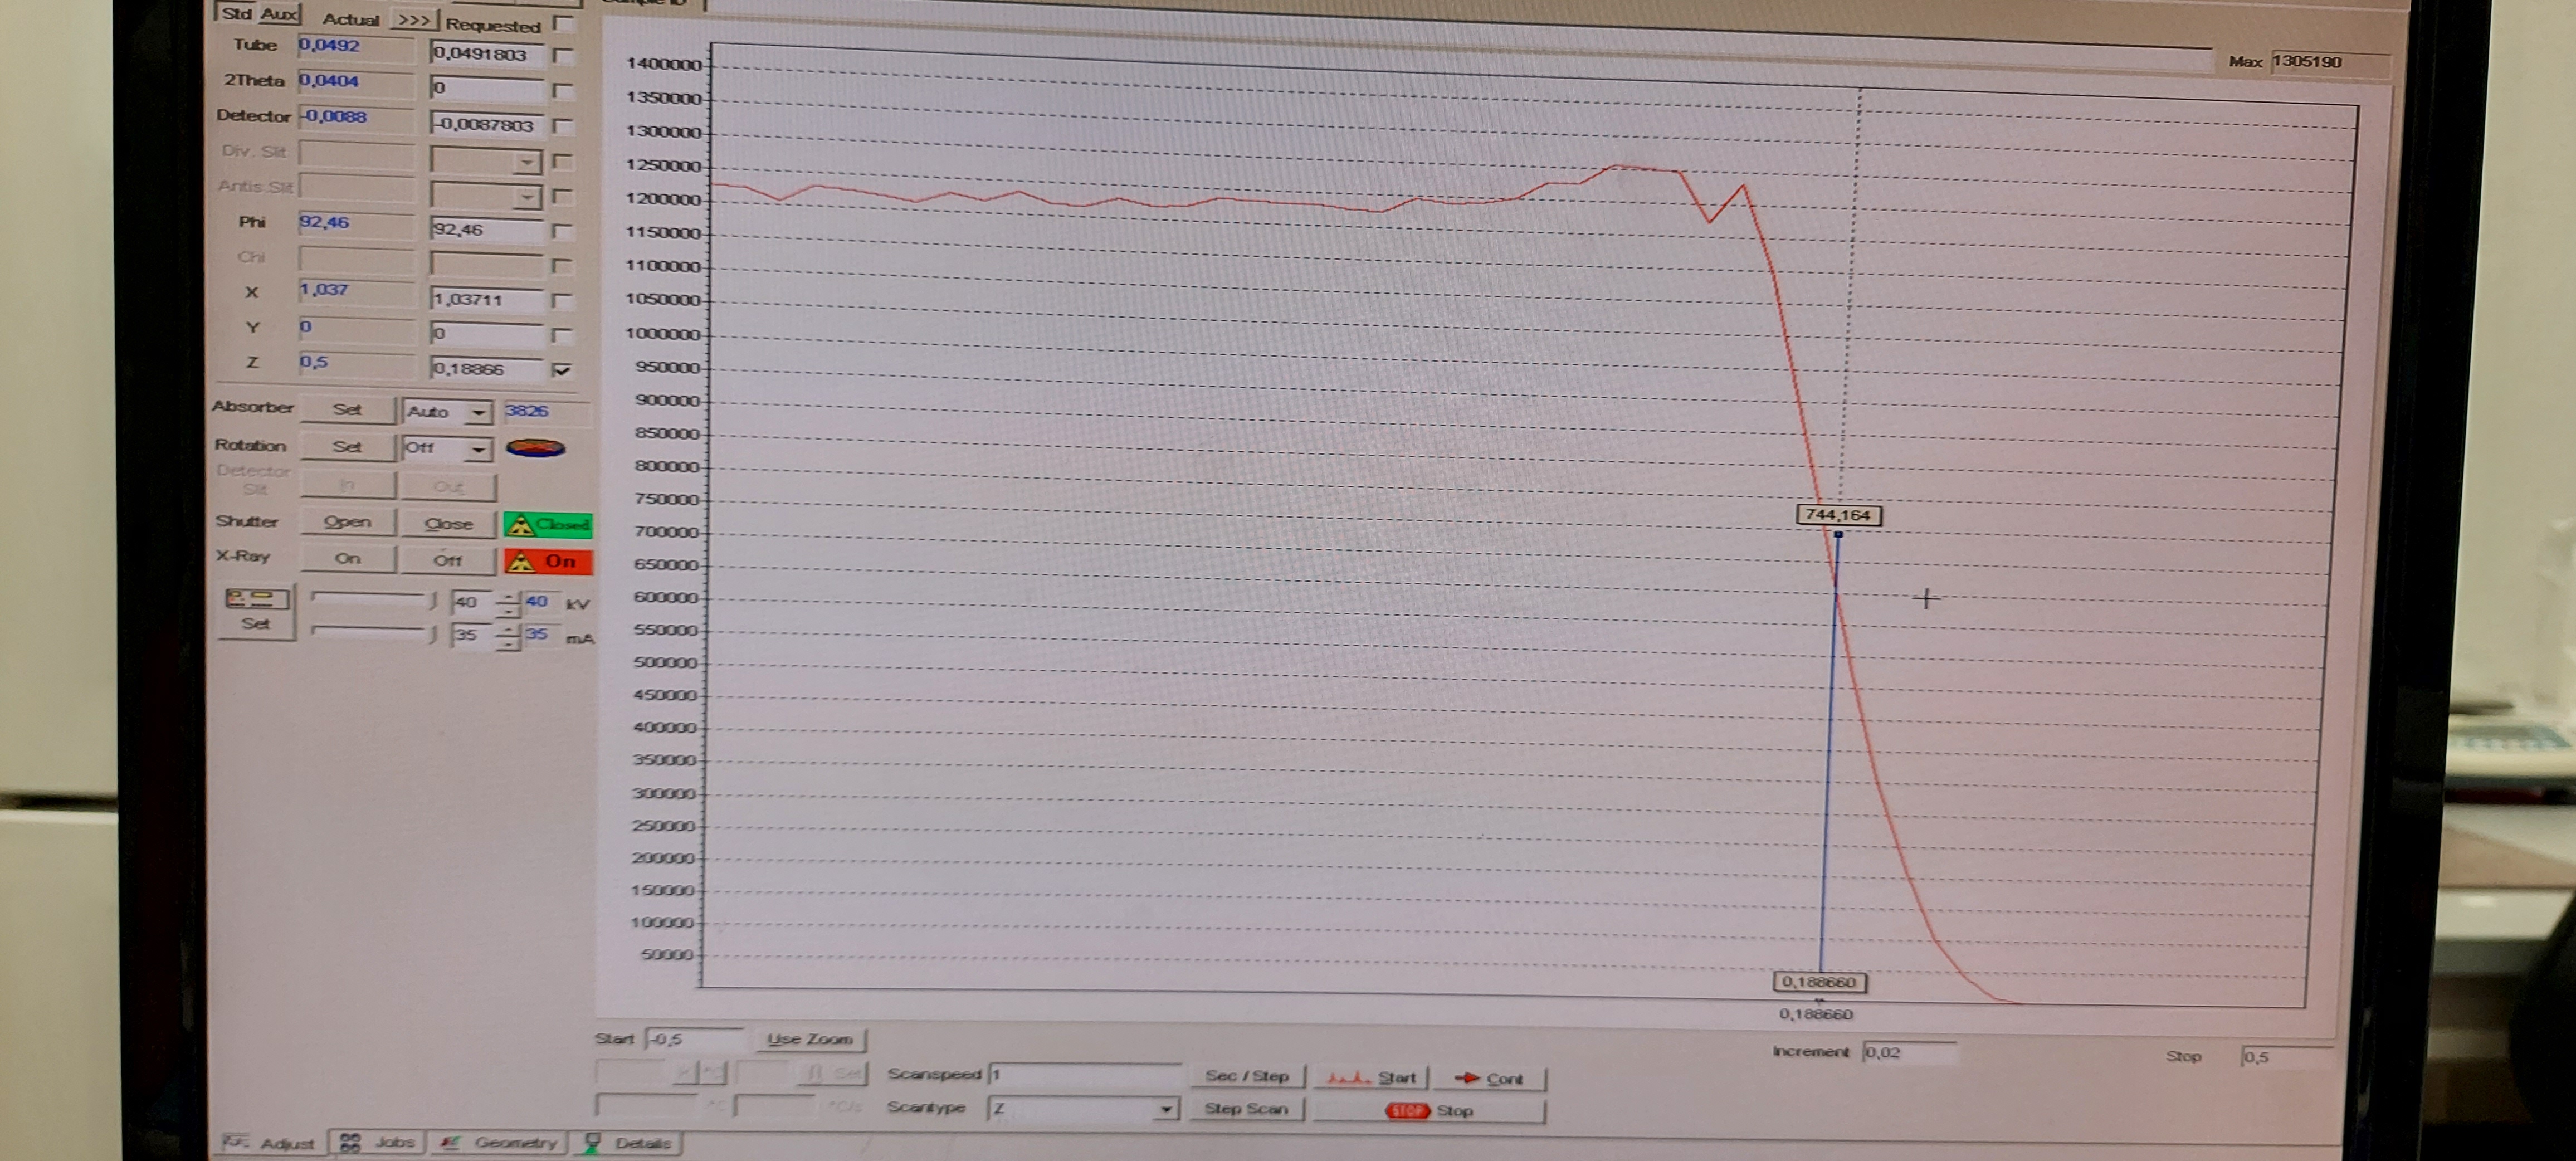 Std Aux Actual >>> Requested
Max 1305190
Tube 0,0492 0,0491803
2Theta 0,0404 0
Detector -0,0088 -0,0087803
Div. Slit
Antis.Slit
Phi 92,46 92,46
Chi
X 1,037 1,03711
Y 0 0
Z 0,5 0,18866
Absorber Set Auto 3826
Rotation Set Off
Detector
Slit In Out
Shutter Open Close Closed
X-Ray On Off On
40 40 kV
Set
35 35 mA
1400000
1350000
1300000
1250000
1200000
1150000
1100000
1050000
1000000
950000
900000
850000
800000
750000
700000
650000
600000
550000
500000
450000
400000
350000
300000
250000
200000
150000
100000
50000
744,164
0,188660
0,188660
Start -0,5 Use Zoom
Increment 0,02 Stop 0,5
Scanspeed 1 Sec / Step Start Cont
Scantype Z Step Scan STOP Stop
Adjust Jobs Geometry Details